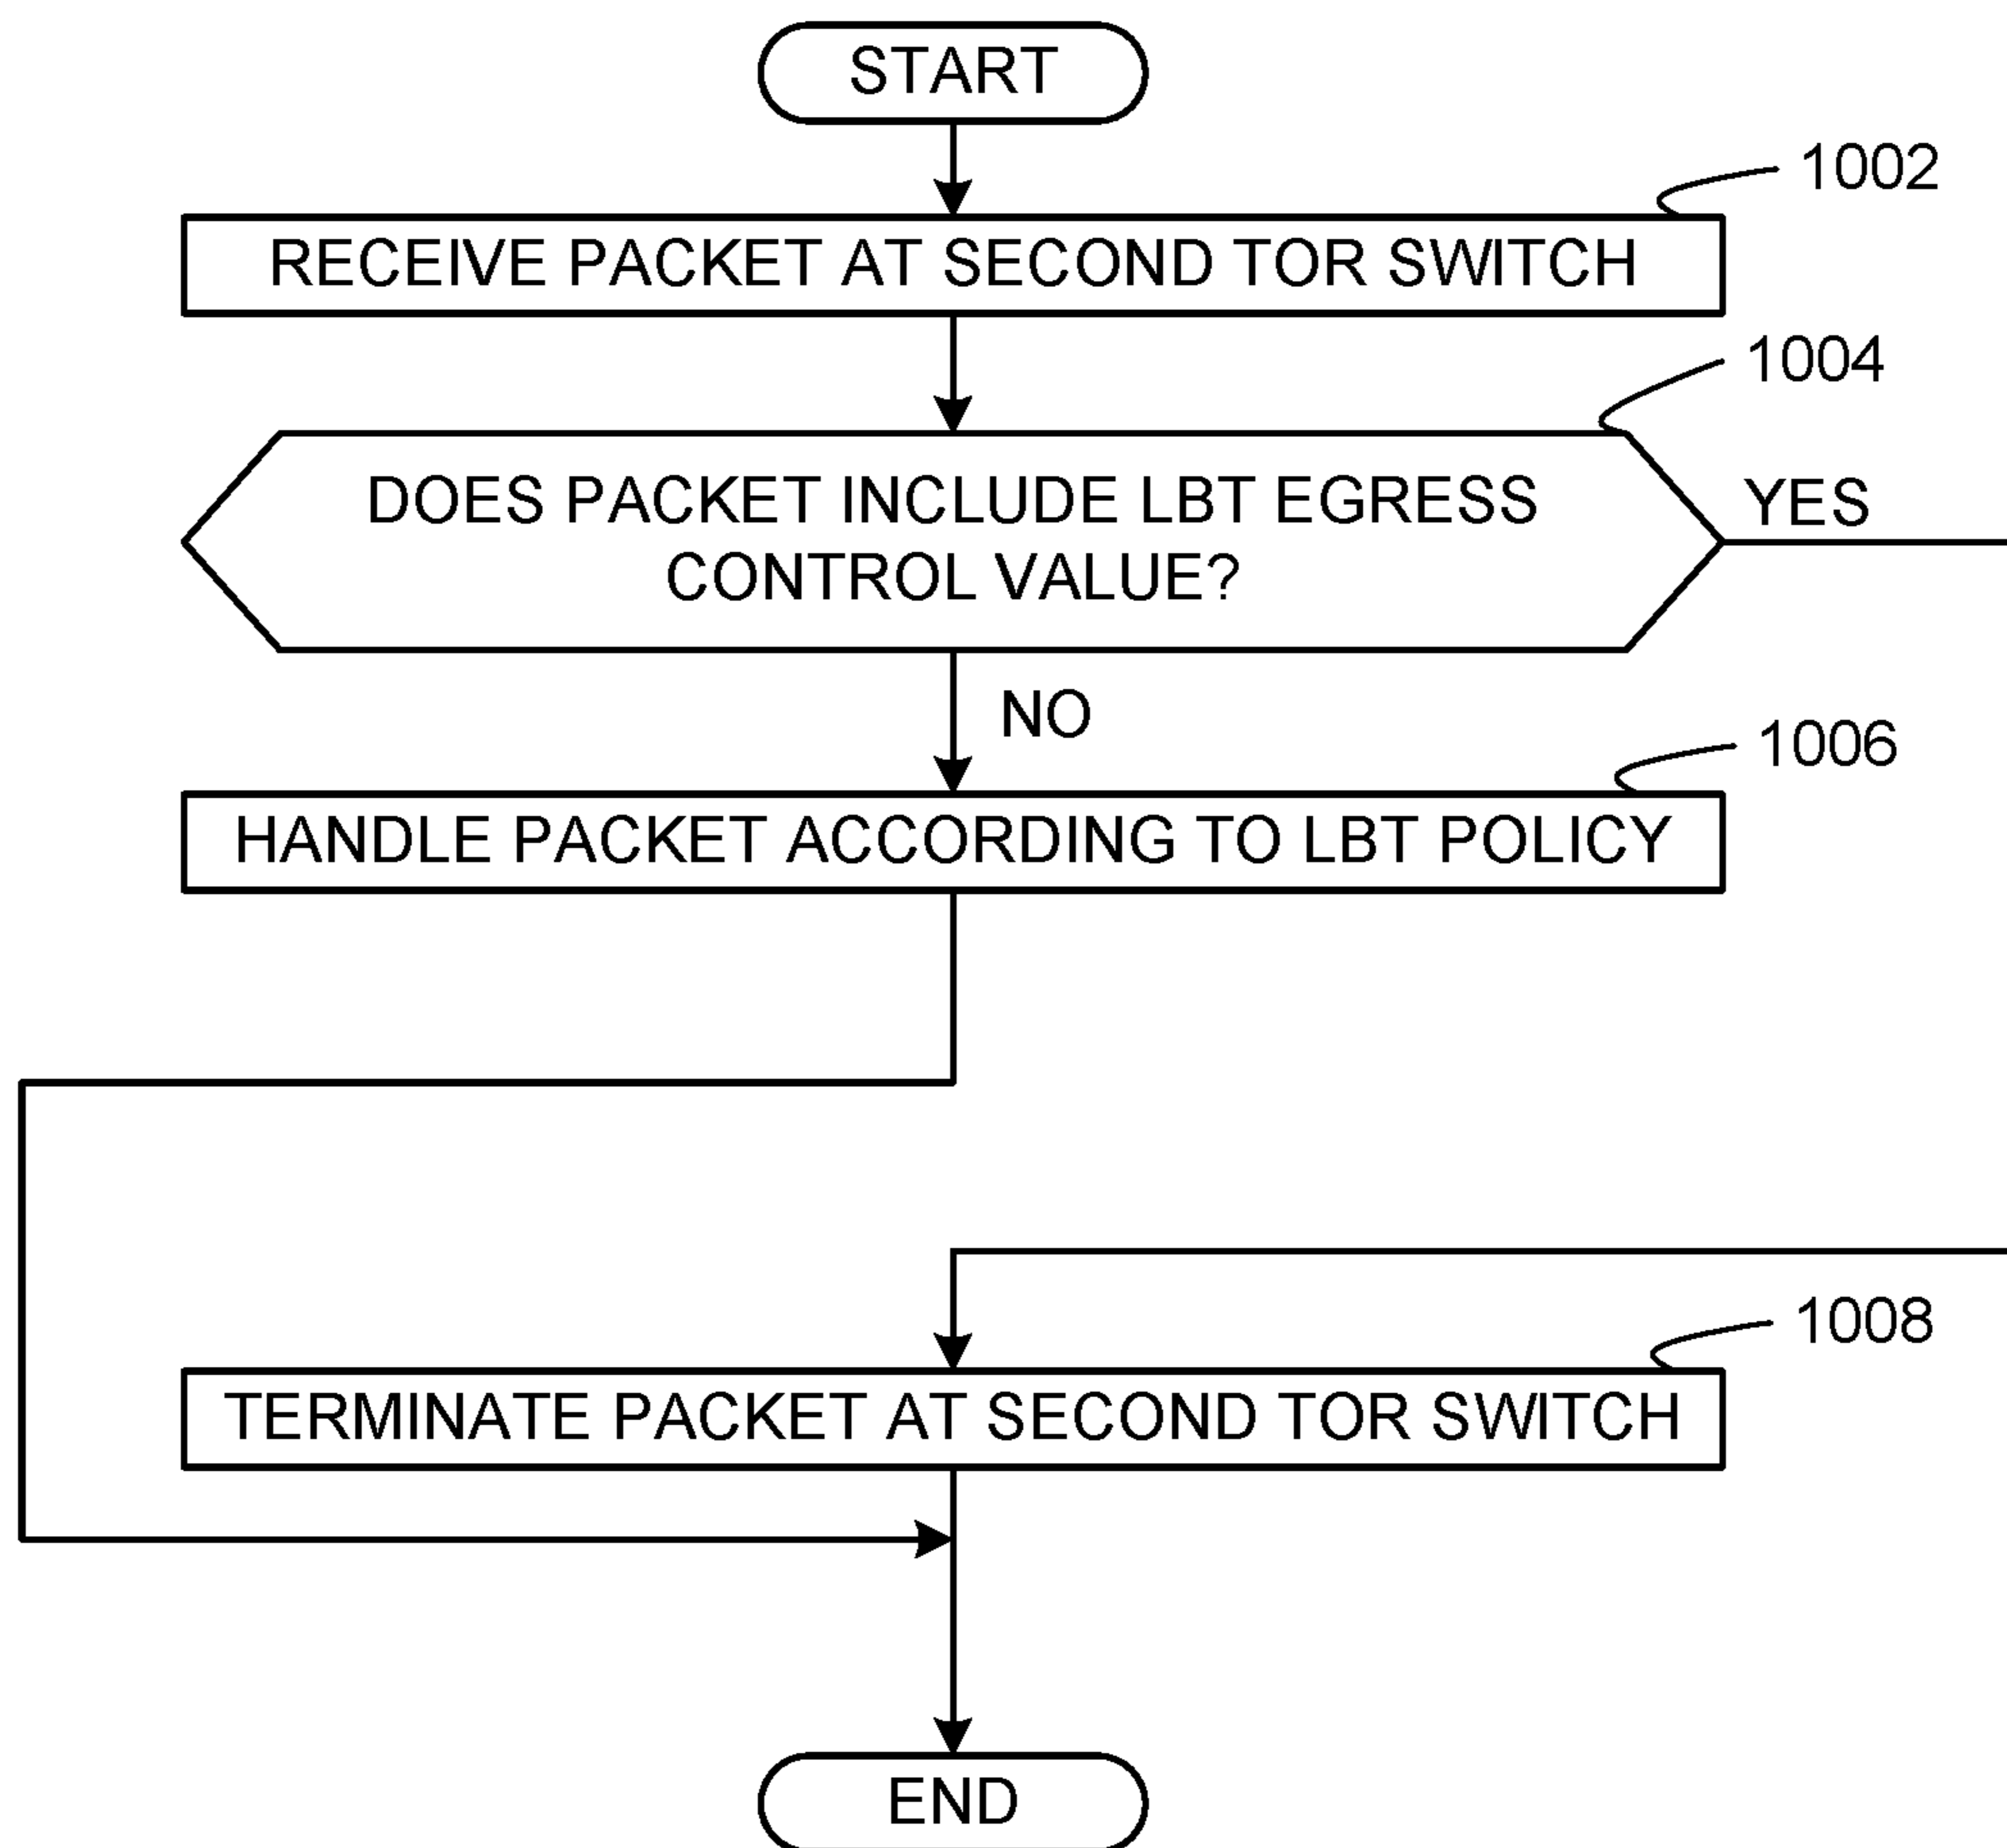 START
1002
RECEIVE PACKET AT SECOND TOR SWITCH
1004
DOES PACKET INCLUDE LBT EGRESS
CONTROL VALUE?
YES
NO
1006
HANDLE PACKET ACCORDING TO LBT POLICY
1008
TERMINATE PACKET AT SECOND TOR SWITCH
END